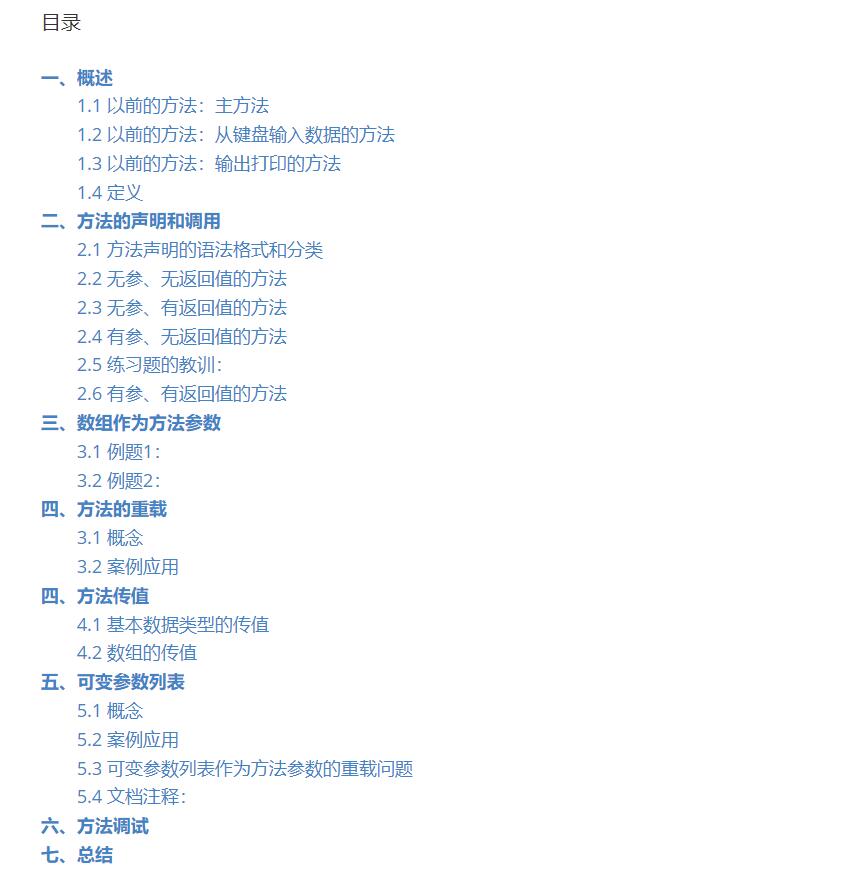 目录
一、概述
1.1 以前的方法：主方法
1.2 以前的方法：从键盘输入数据的方法
1.3 以前的方法：输出打印的方法
1.4 定义
二、方法的声明和调用
2.1 方法声明的语法格式和分类
2.2 无参、无返回值的方法
2.3 无参、有返回值的方法
2.4 有参、无返回值的方法
2.5 练习题的教训：
2.6 有参、有返回值的方法
三、数组作为方法参数
3.1 例题1：
3.2 例题2：
四、方法的重载
3.1 概念
3.2 案例应用
四、方法传值
4.1 基本数据类型的传值
4.2 数组的传值
五、可变参数列表
5.1 概念
5.2 案例应用
5.3 可变参数列表作为方法参数的重载问题
5.4 文档注释：
六、方法调试
七、总结